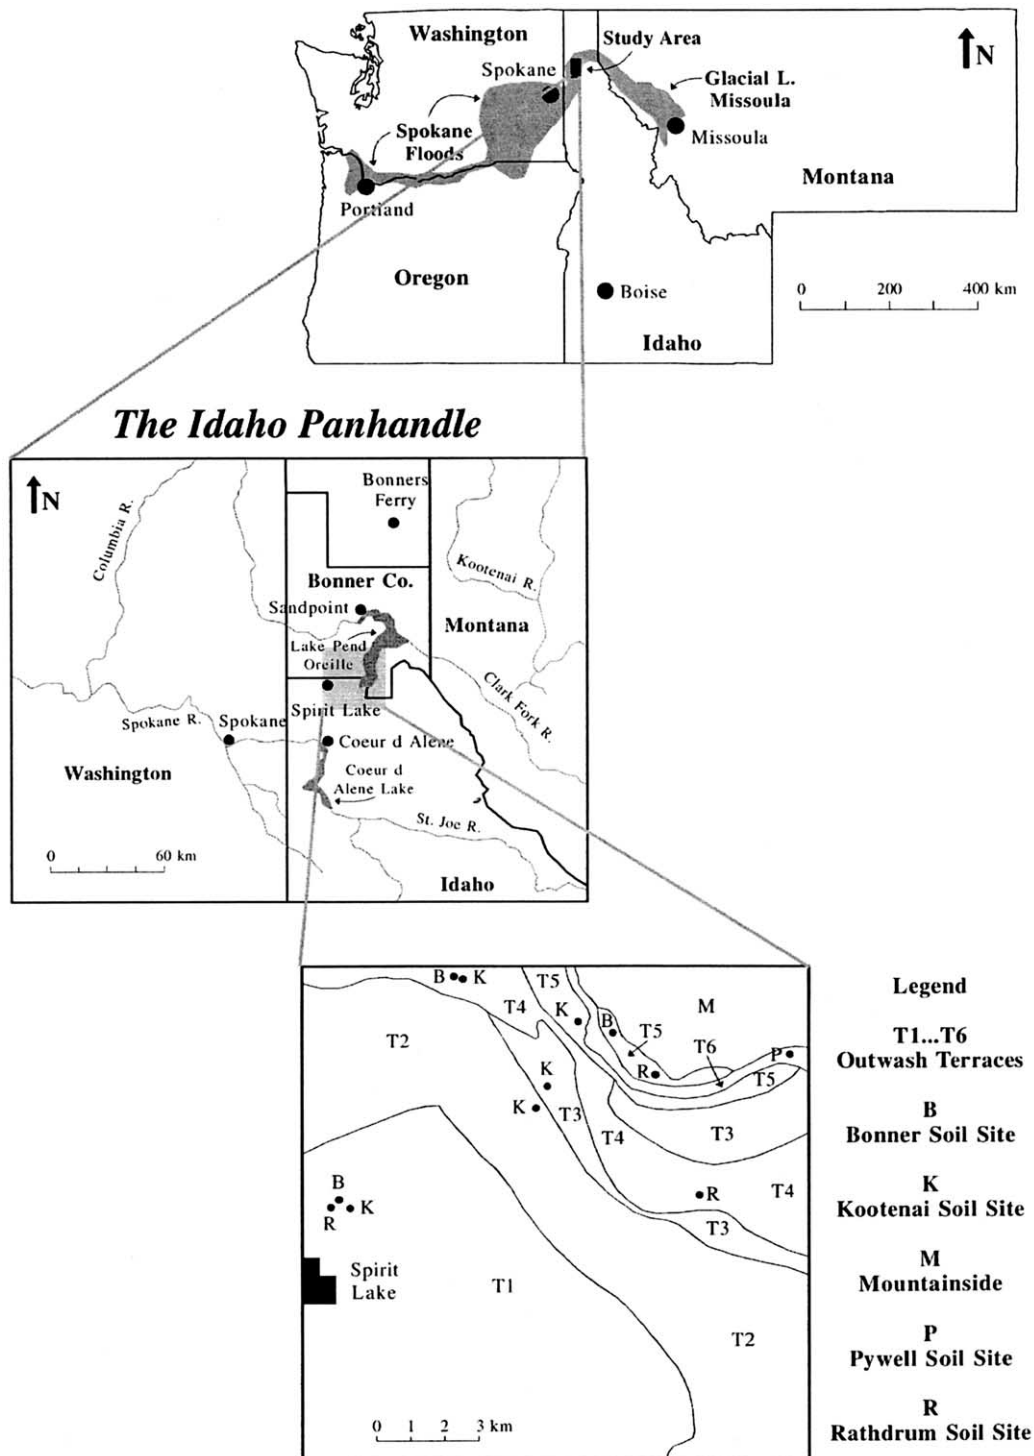 Washington
Study Area
N
Spokane
Glacial L.
Missoula
Missoula
Spokane
Floods
Montana
Portland
Oregon
Boise
0 200 400 km
Idaho
The Idaho Panhandle
N
Bonners
Ferry
Columbia R.
Kootenai R.
Bonner Co.
Sandpoint
Montana
Lake Pend
Oreille
Clark Fork R.
Spirit Lake
Spokane R.
Spokane
Coeur d Alene
Washington
Coeur d
Alene Lake
St. Joe R.
0 60 km
Idaho
B K
T5
M
T4
K
B
T5
T2
T6
P
R
T5
K
K
T3
T4
T3
B
R
K
R
T4
T3
Spirit
Lake
T1
T2
0 1 2 3 km
Legend
T1...T6
Outwash Terraces
B
Bonner Soil Site
K
Kootenai Soil Site
M
Mountainside
P
Pywell Soil Site
R
Rathdrum Soil Site